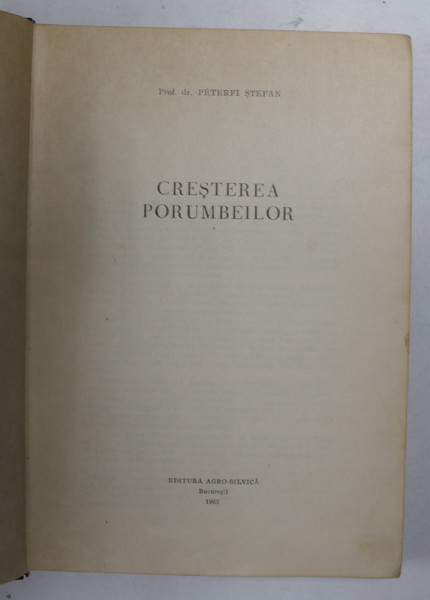 Prof. dr. PÉTERFI ȘTEFAN
CREȘTEREA
PORUMBEILOR
EDITURA AGRO-SILVICĂ
București